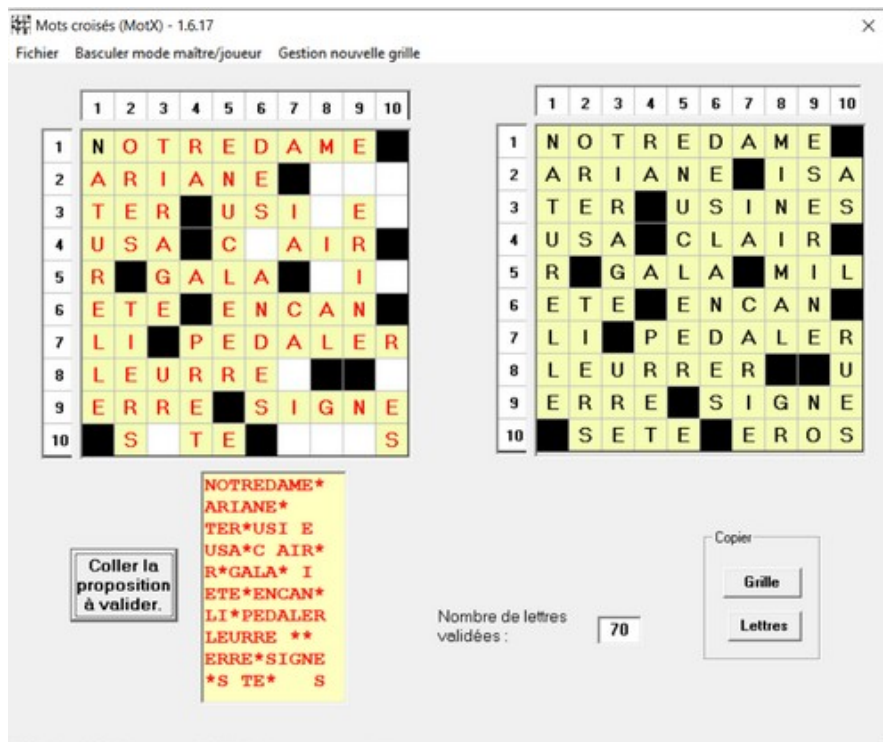 Mots croisés (MotX) - 1.6.17
Fichier Basculer mode maître/joueur Gestion nouvelle grille
1 2 3 4 5 6 7 8 9 10
1 N O T R E D A M E
2 A R I A N E
3 T E R U S I E
4 U S A C A I R
5 R G A L A I
6 E T E E N C A N
7 L I P E D A L E R
8 L E U R R E
9 E R R E S I G N E
10 S T E S
1 2 3 4 5 6 7 8 9 10
1 N O T R E D A M E
2 A R I A N E I S A
3 T E R U S I N E S
4 U S A C L A I R
5 R G A L A M I L
6 E T E E N C A N
7 L I P E D A L E R
8 L E U R R E R U
9 E R R E S I G N E
10 S E T E E R O S
NOTREDAME*
ARIANE*
TER*USI E
USA*C AIR*
R*GALA* I
ETE*ENCAN*
LI*PEDALER
LEURRE **
ERRE*SIGNE
*S TE* S
Coller la
proposition
à valider.
Nombre de lettres
validées :
70
Copier
Grille
Lettres